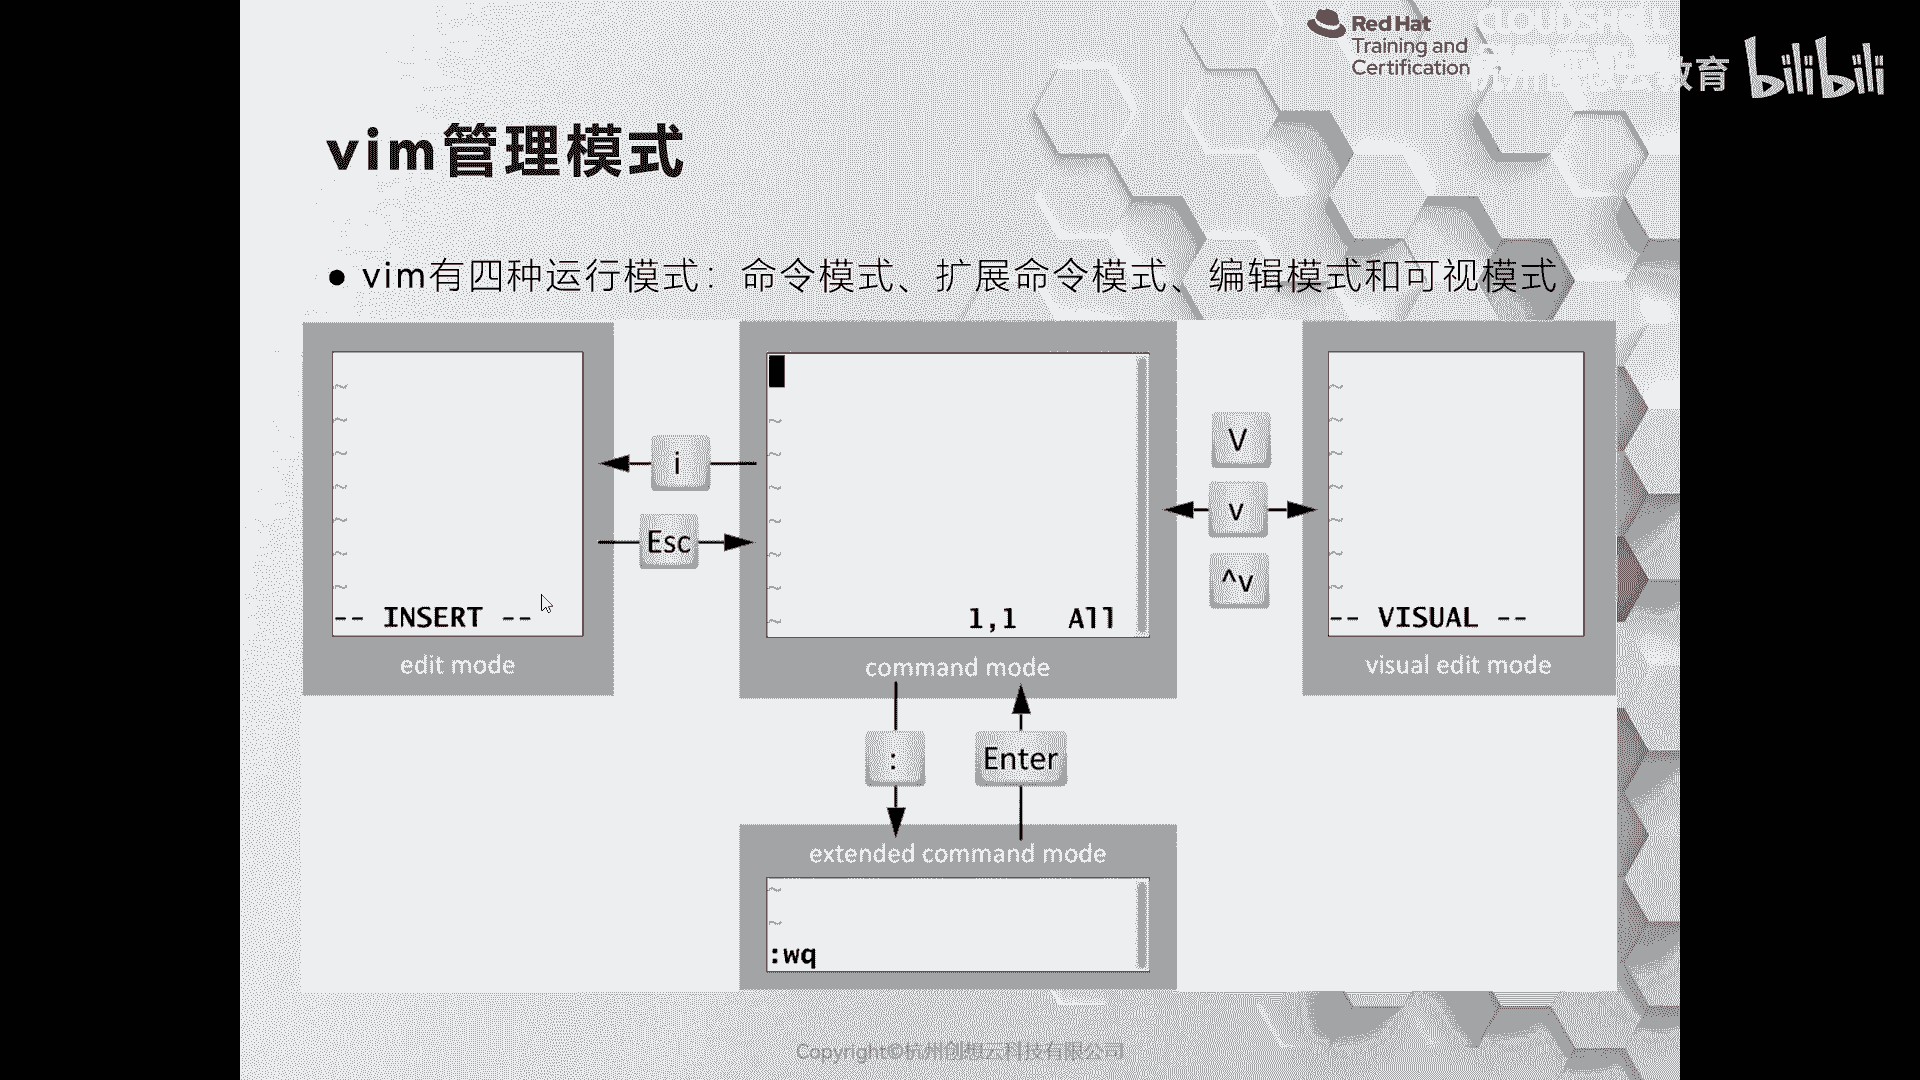 Red Hat
Training and
Certification
CLOUDSHELL
教育 bilibili
vim管理模式
● vim有四种运行模式：命令模式、扩展命令模式、编辑模式和可视模式
~
~
~
~
~
~
~
-- INSERT --
edit mode
i
Esc
~
~
~
~
~
~
~
1,1 All
command mode
V
v
^v
~
~
~
~
~
~
~
-- VISUAL --
visual edit mode
:
Enter
extended command mode
~
~
:wq
Copyright©杭州创想云科技有限公司